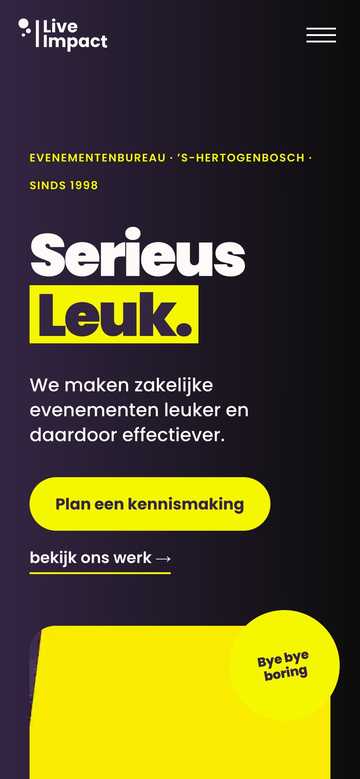 Live
Impact
EVENEMENTENBUREAU · ’S-HERTOGENBOSCH ·
SINDS 1998
Serieus
Leuk.
We maken zakelijke
evenementen leuker en
daardoor effectiever.
Plan een kennismaking
bekijk ons werk →
Bye bye
boring